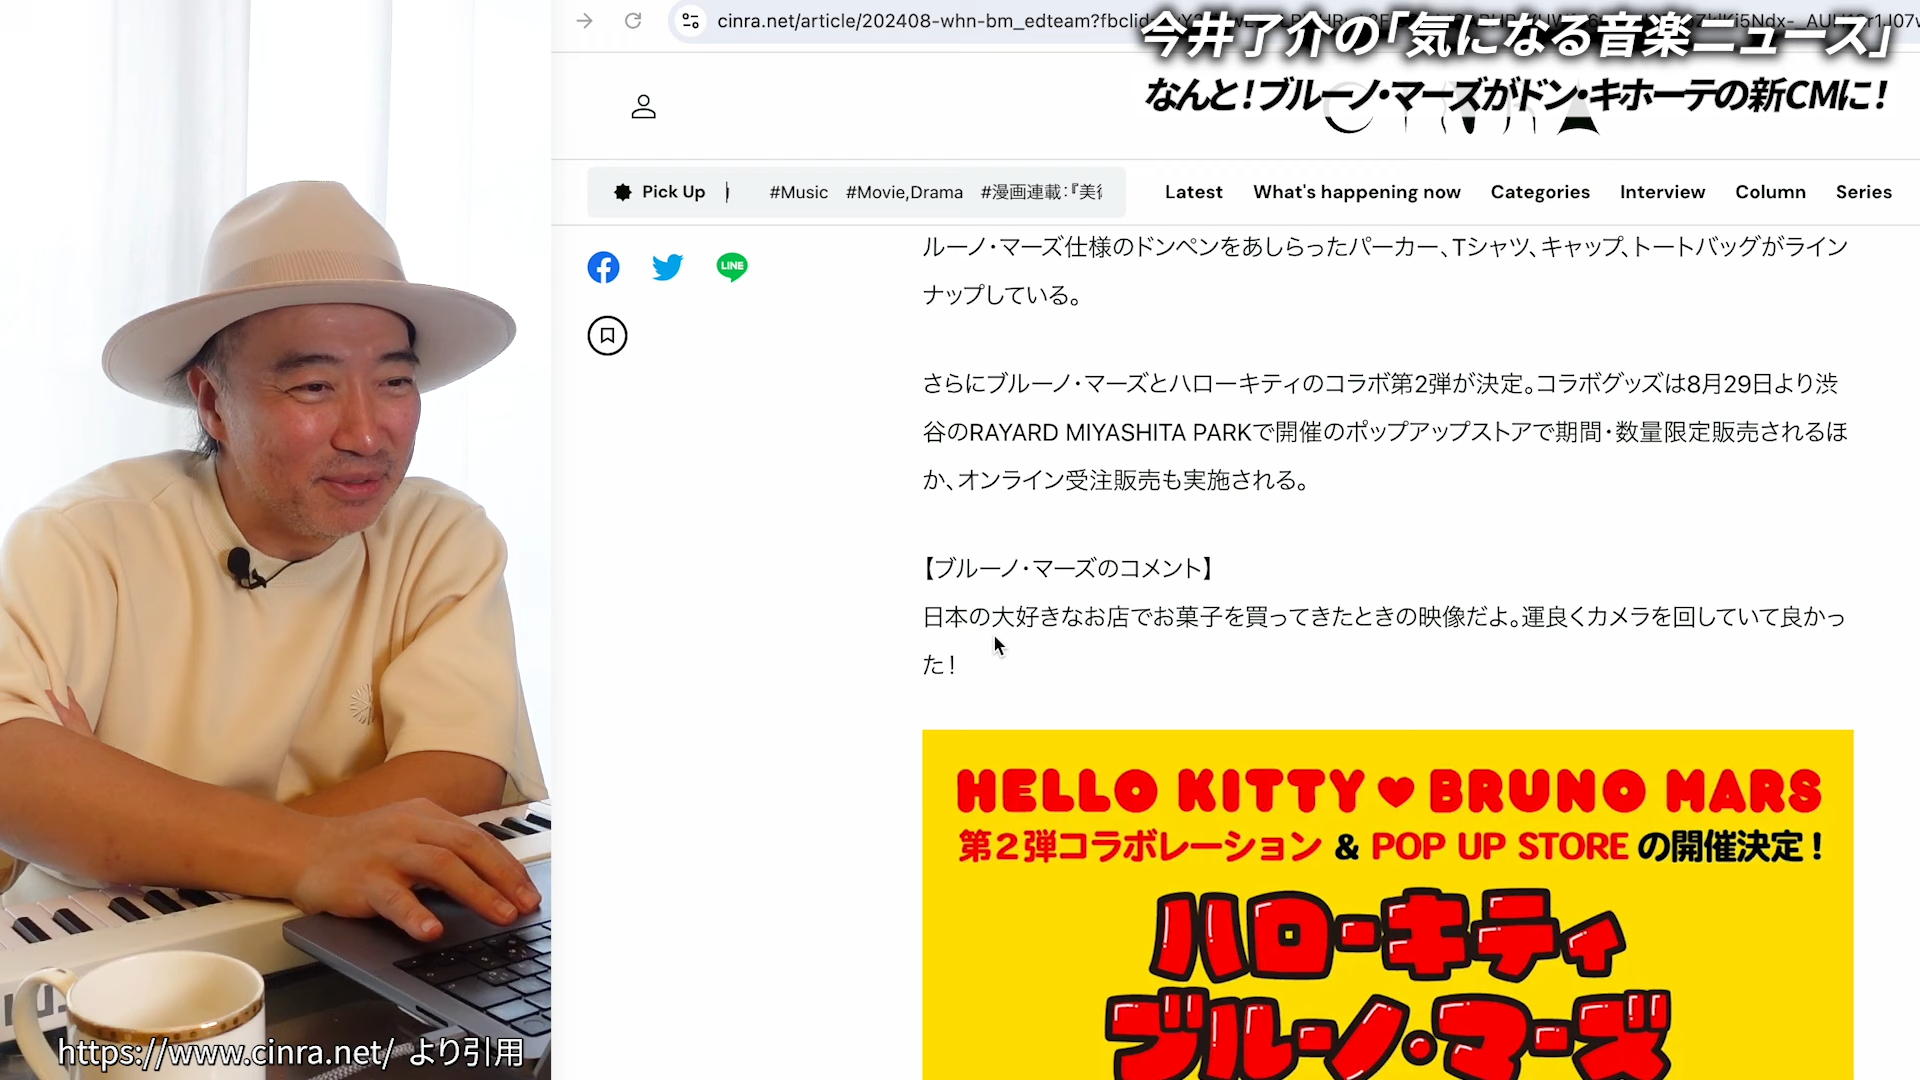 cinra.net/article/202408-whn-bm_edteam?fbclid
今井了介の「気になる音楽ニュース」
なんと!ブルーノ・マーズがドン・キホーテの新CMに!
Pick Up #Music #Movie,Drama #漫画連載:『美術
Latest What's happening now Categories Interview Column Series
LINE
ルーノ・マーズ仕様のドンペンをあしらったパーカー、Tシャツ、キャップ、トートバッグがライン
ナップしている。
さらにブルーノ・マーズとハローキティのコラボ第2弾が決定。コラボグッズは8月29日より渋
谷のRAYARD MIYASHITA PARKで開催のポップアップストアで期間・数量限定販売されるほ
か、オンライン受注販売も実施される。
【ブルーノ・マーズのコメント】
日本の大好きなお店でお菓子を買ってきたときの映像だよ。運良くカメラを回していて良かっ
た!
HELLO KITTY♥BRUNO MARS
第2弾コラボレーション & POP UP STORE の開催決定!
ハローキティ
ブルーノ・マーズ
https://www.cinra.net/ より引用